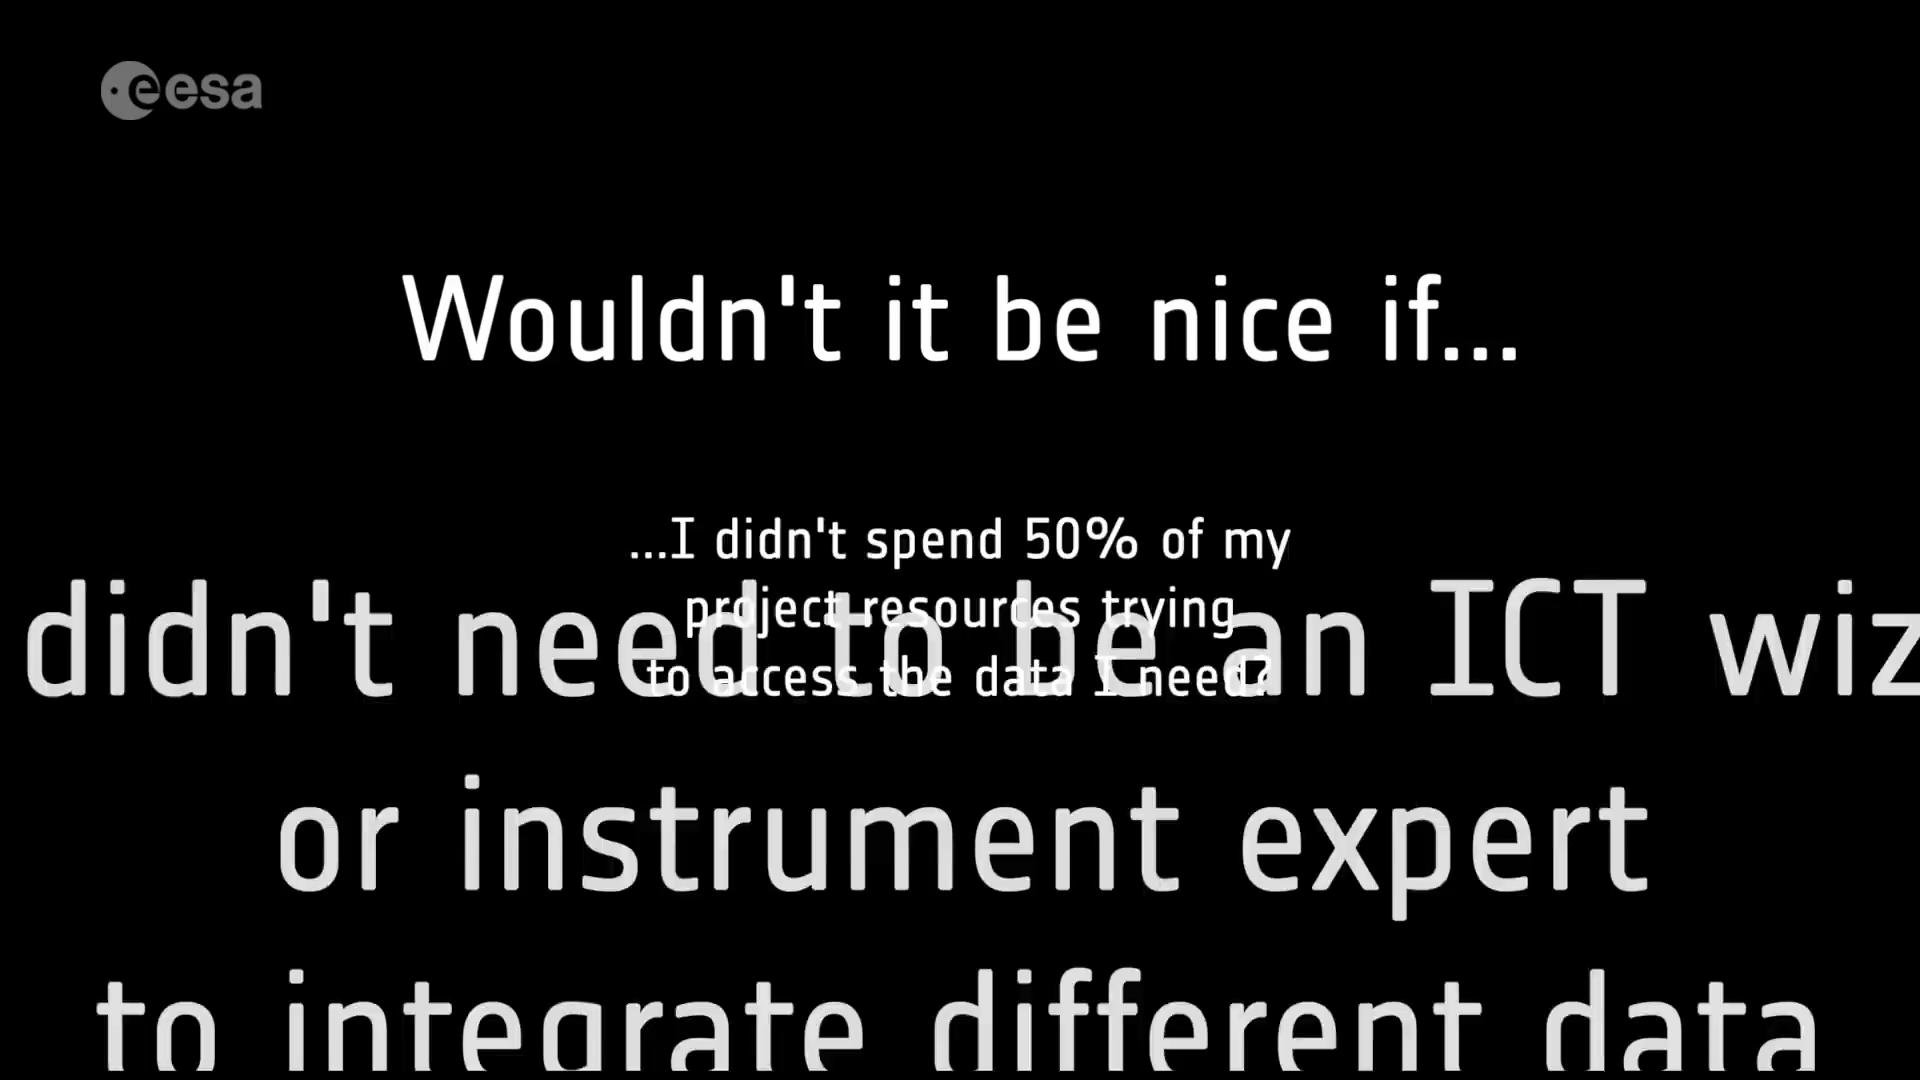 esa
Wouldn't it be nice if...
...I didn't spend 50% of my
project resources trying
to access the data I need?
didn't need to be an ICT
or instrument expert
to integrate different data